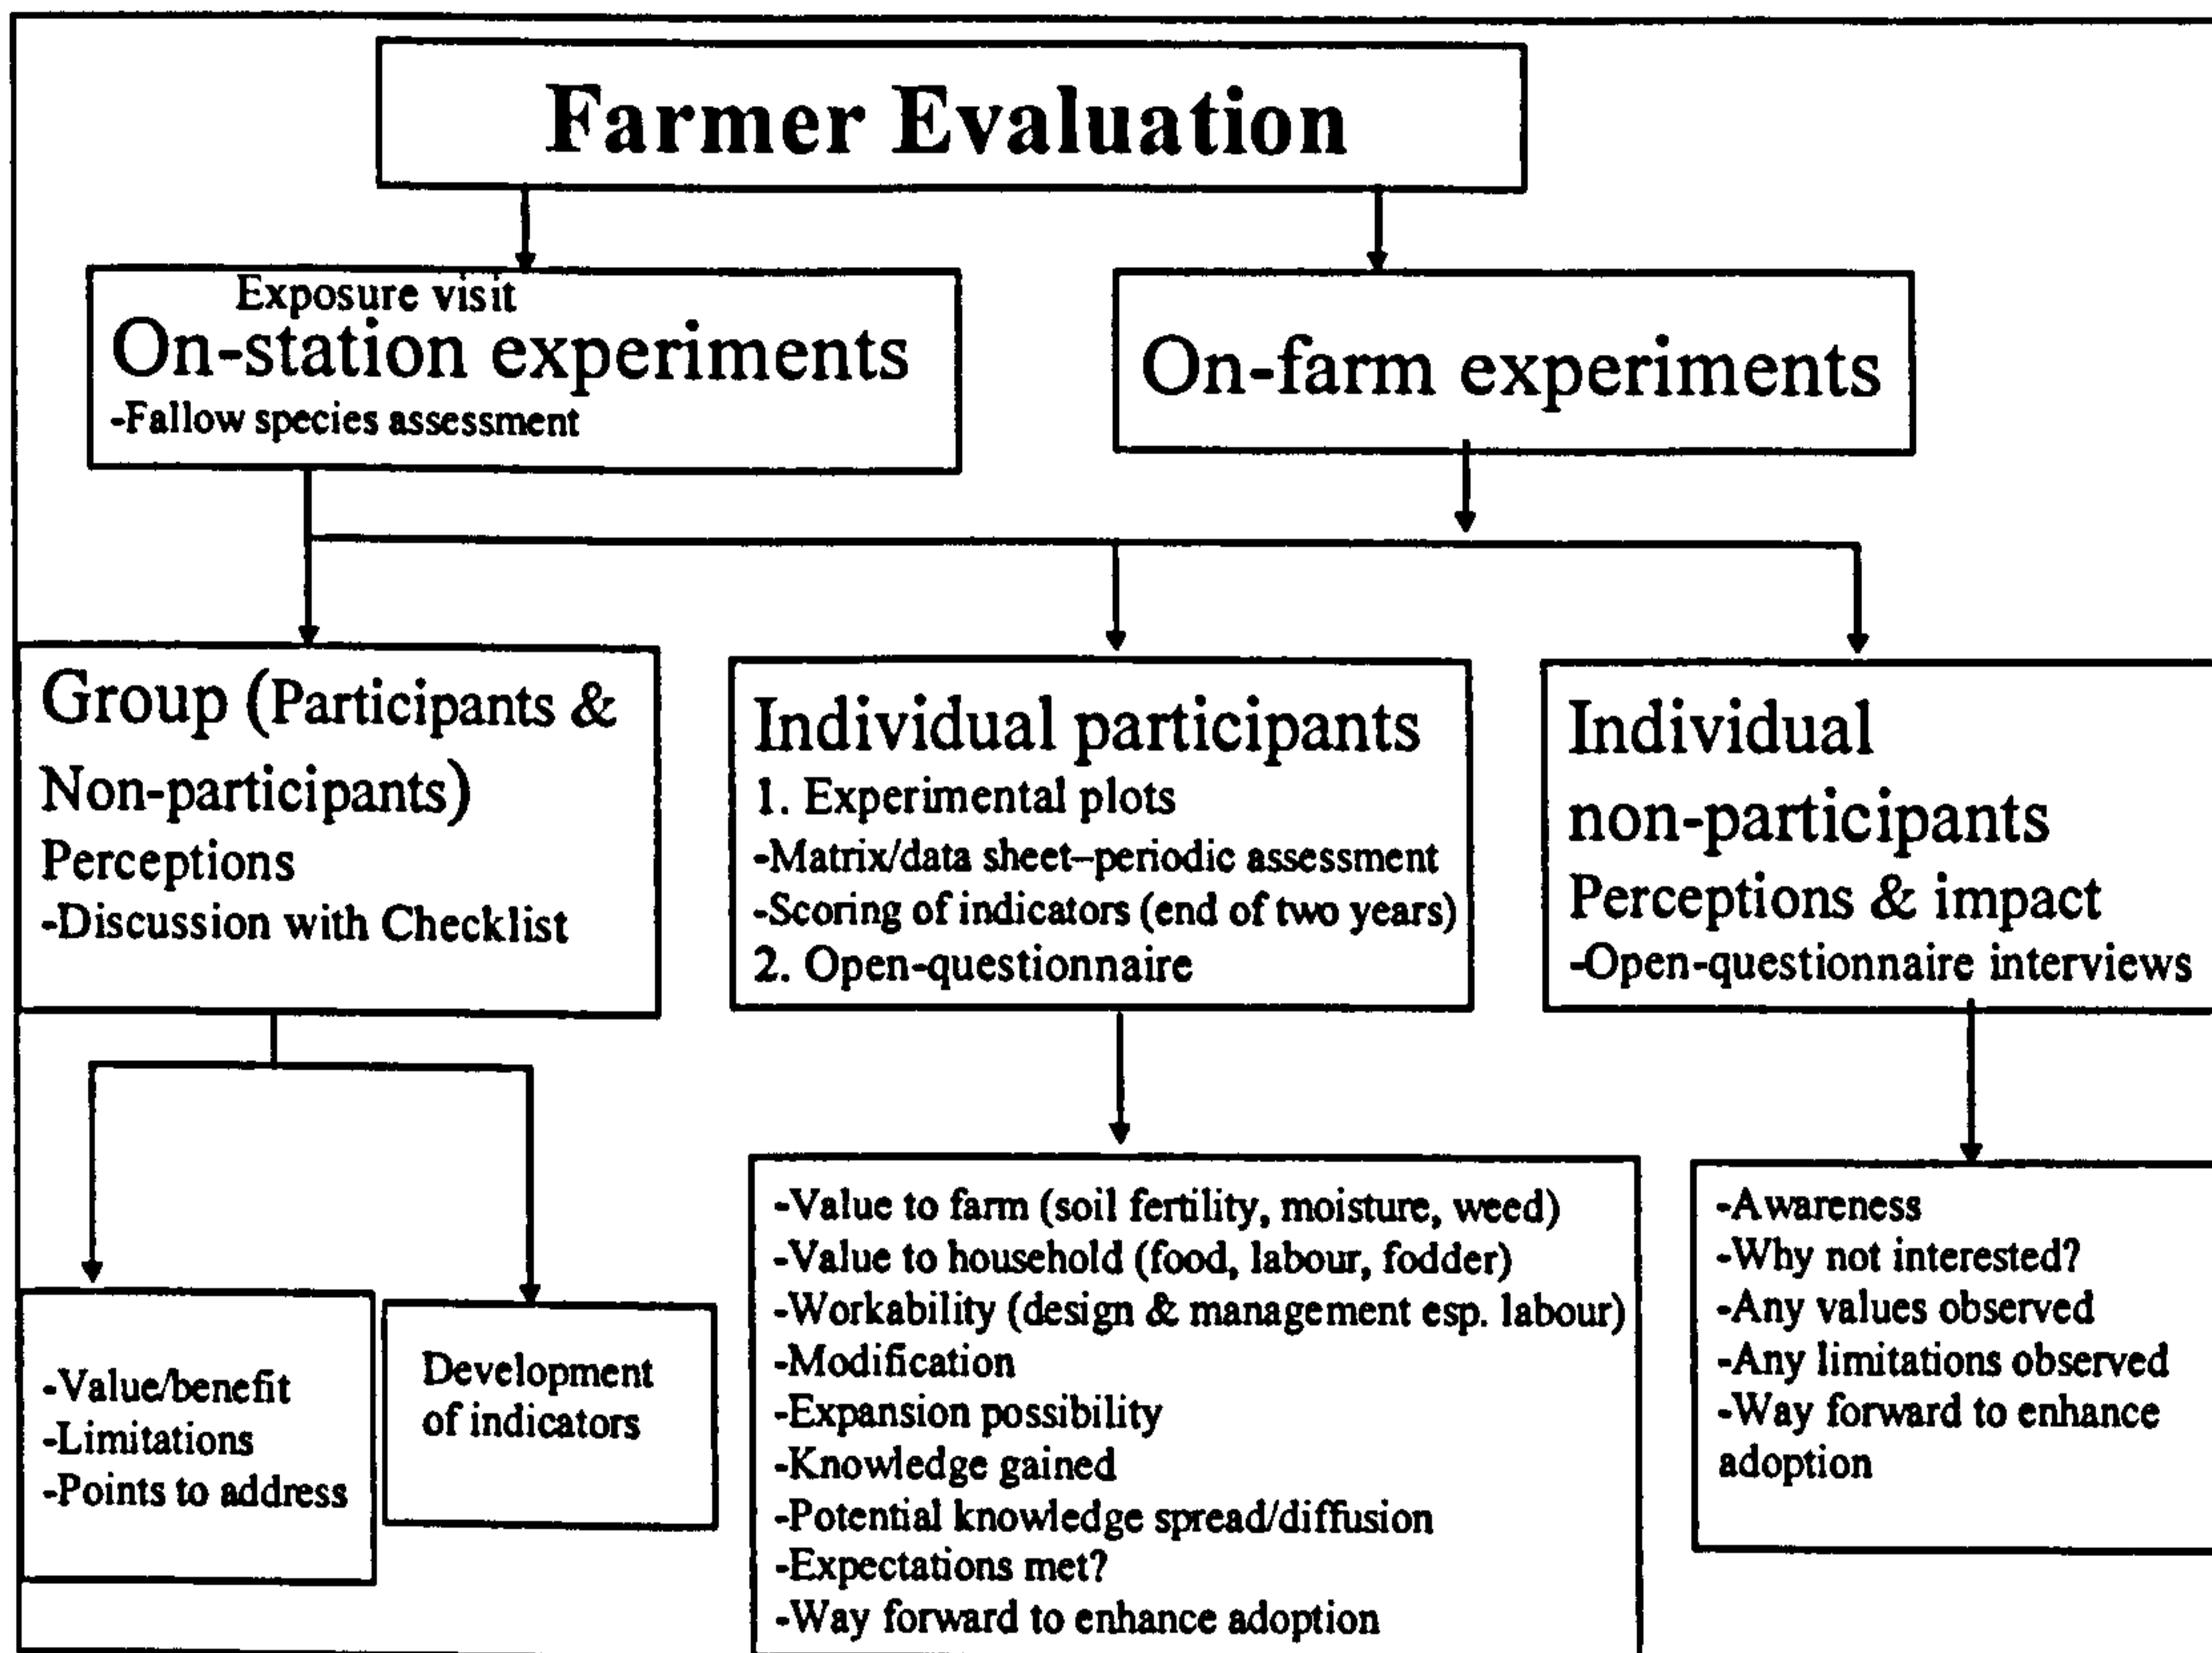 Farmer Evaluation
Exposure visit
On-station experiments
-Fallow species assessment
On-farm experiments
Group (Participants &
Non-participants)
Perceptions
-Discussion with Checklist
Individual participants
1. Experimental plots
-Matrix/data sheet–periodic assessment
-Scoring of indicators (end of two years)
2. Open-questionnaire
Individual
non-participants
Perceptions & impact
-Open-questionnaire interviews
-Value/benefit
-Limitations
-Points to address
Development
of indicators
-Value to farm (soil fertility, moisture, weed)
-Value to household (food, labour, fodder)
-Workability (design & management esp. labour)
-Modification
-Expansion possibility
-Knowledge gained
-Potential knowledge spread/diffusion
-Expectations met?
-Way forward to enhance adoption
-Awareness
-Why not interested?
-Any values observed
-Any limitations observed
-Way forward to enhance
adoption